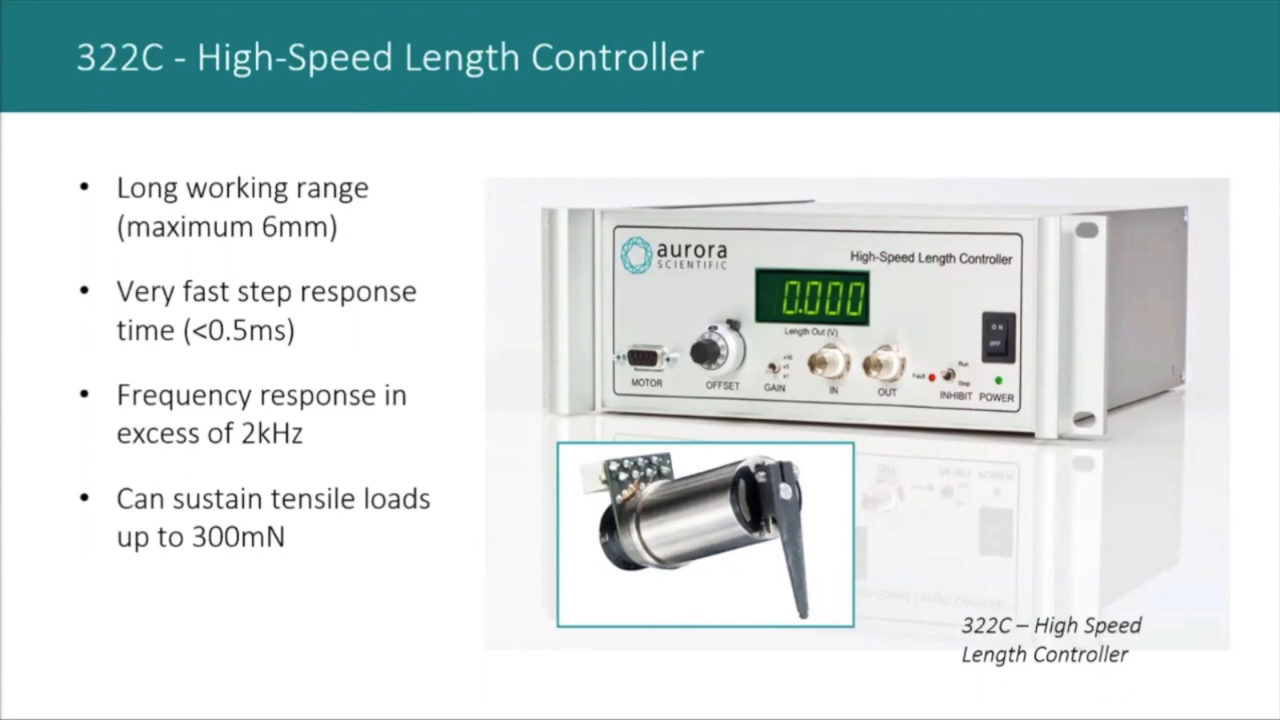 322C - High-Speed Length Controller
• Long working range
(maximum 6mm)
• Very fast step response
time (<0.5ms)
• Frequency response in
excess of 2kHz
• Can sustain tensile loads
up to 300mN
aurora
SCIENTIFIC
High-Speed Length Controller
0.000
Length Out (V)
ON
OFF
x10
x5
x1
Run
Fault
Stop
MOTOR
OFFSET
GAIN
IN
OUT
INHIBIT
POWER
322C – High Speed
Length Controller